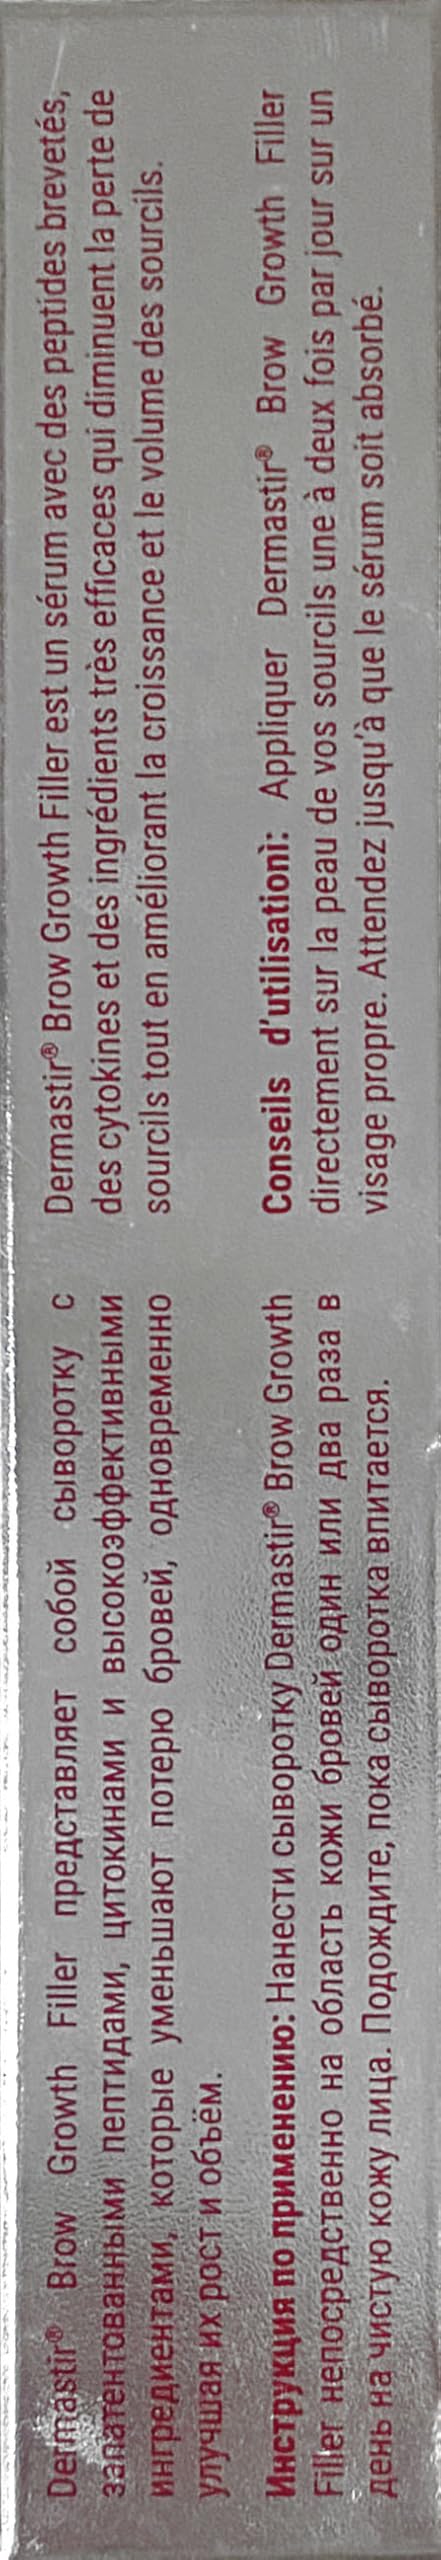 Dermastir® Brow Growth Filler представляет собой сыворотку с
запатентованными пептидами, цитокинами и высокоэффективными
ингредиентами, которые уменьшают потерю бровей, одновременно
улучшая их рост и объём.
Инструкция по применению: Нанести сыворотку Dermastir® Brow Growth
Filler непосредственно на область кожи бровей один или два раза в
день на чистую кожу лица. Подождите, пока сыворотка впитается.
Dermastir® Brow Growth Filler est un sérum avec des peptides brevetés,
des cytokines et des ingrédients très efficaces qui diminuent la perte de
sourcils tout en améliorant la croissance et le volume des sourcils.
Conseils d'utilisationì: Appliquer Dermastir® Brow Growth Filler
directement sur la peau de vos sourcils une à deux fois par jour sur un
visage propre. Attendez jusqu'à que le sérum soit absorbé.